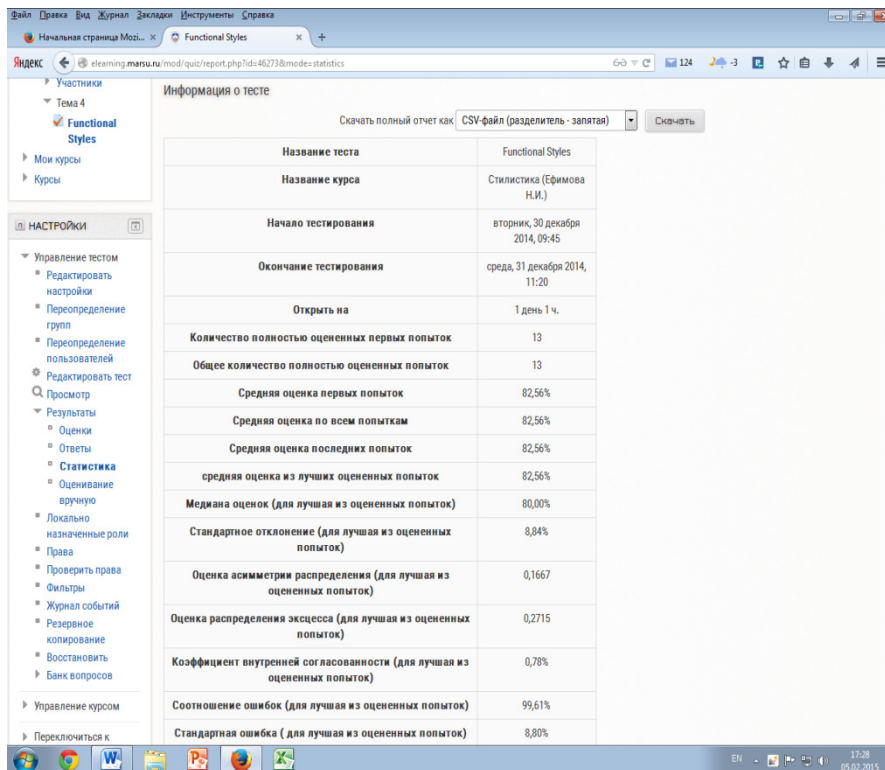 Файл Правка Вид Журнал Закладки Инструменты Справка
Начальная страница Mozi... ×
Functional Styles ×
+
Яндекс
elearning.marsu.ru/mod/quiz/report.php?id=46273&mode=statistics
124
-3
Участники
Тема 4
Functional
Styles
Мои курсы
Курсы
НАСТРОЙКИ
Управление тестом
Редактировать
настройки
Переопределение
групп
Переопределение
пользователей
Редактировать тест
Просмотр
Результаты
Оценки
Ответы
Статистика
Оценивание
вручную
Локально
назначенные роли
Права
Проверить права
Фильтры
Журнал событий
Резервное
копирование
Восстановить
Банк вопросов
Управление курсом
Переключиться к
Информация о тесте
Скачать полный отчет как CSV-файл (разделитель - запятая) Скачать
Название теста Functional Styles
Название курса Стилистика (Ефимова
Н.И.)
Начало тестирования вторник, 30 декабря
2014, 09:45
Окончание тестирования среда, 31 декабря 2014,
11:20
Открыть на 1 день 1 ч.
Количество полностью оцененных первых попыток 13
Общее количество полностью оцененных попыток 13
Средняя оценка первых попыток 82,56%
Средняя оценка по всем попыткам 82,56%
Средняя оценка последних попыток 82,56%
средняя оценка из лучших оцененных попыток 82,56%
Медиана оценок (для лучшая из оцененных попыток) 80,00%
Стандартное отклонение (для лучшая из оцененных
попыток) 8,84%
Оценка асимметрии распределения (для лучшая из
оцененных попыток) 0,1667
Оценка распределения эксцесса (для лучшая из оцененных
попыток) 0,2715
Коэффициент внутренней согласованности (для лучшая из
оцененных попыток) 0,78%
Соотношение ошибок (для лучшая из оцененных попыток) 99,61%
Стандартная ошибка ( для лучшая из оцененных попыток) 8,80%
EN
17:28
05.02.2015